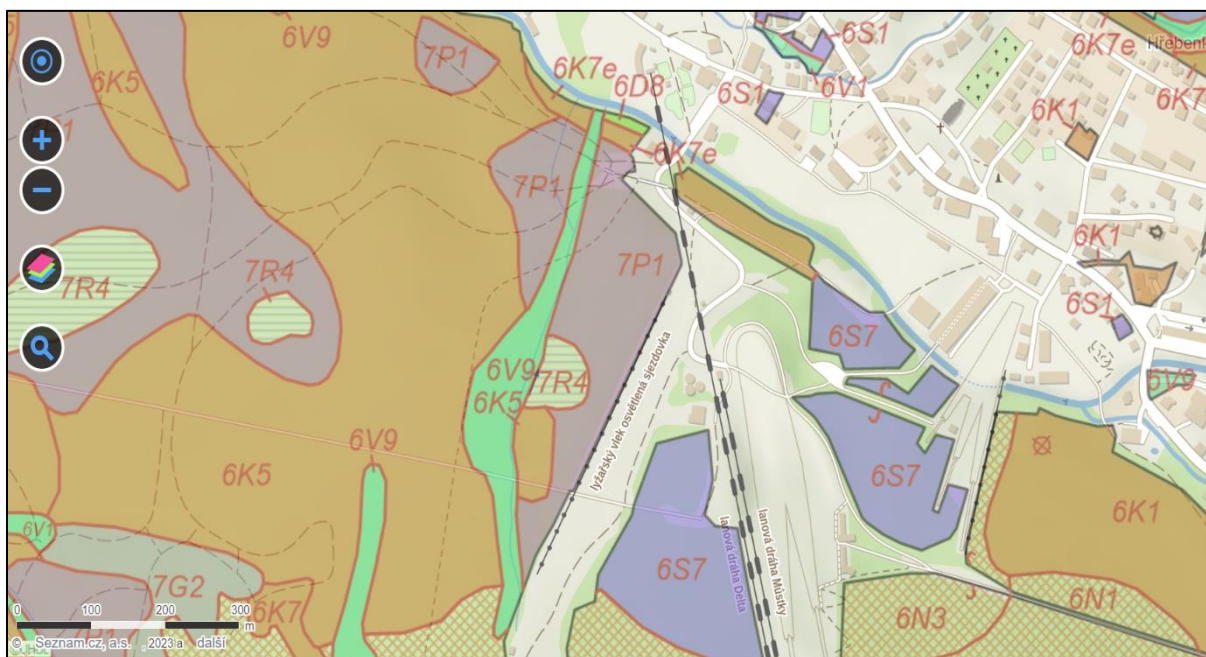 6V9
7P1
6S1
6K7e
Hřebenk
6K5
6K7e
6D8
6S1
6V1
6K1
6K7
6K7e
7P1
7P1
6K1
7R4
7R4
6S1
6S7
lyžařský vlek osvětlená sjezdovka
6V9
7R4
6V9
6K5
6V9
6K5
6S7
6K1
6V1
lanová dráha Delta
lanová dráha Můstky
7G2
6S7
6K7
6N3
6N1
7P1
0 100 200 300 m
© Seznam.cz, a.s. 2023 a další